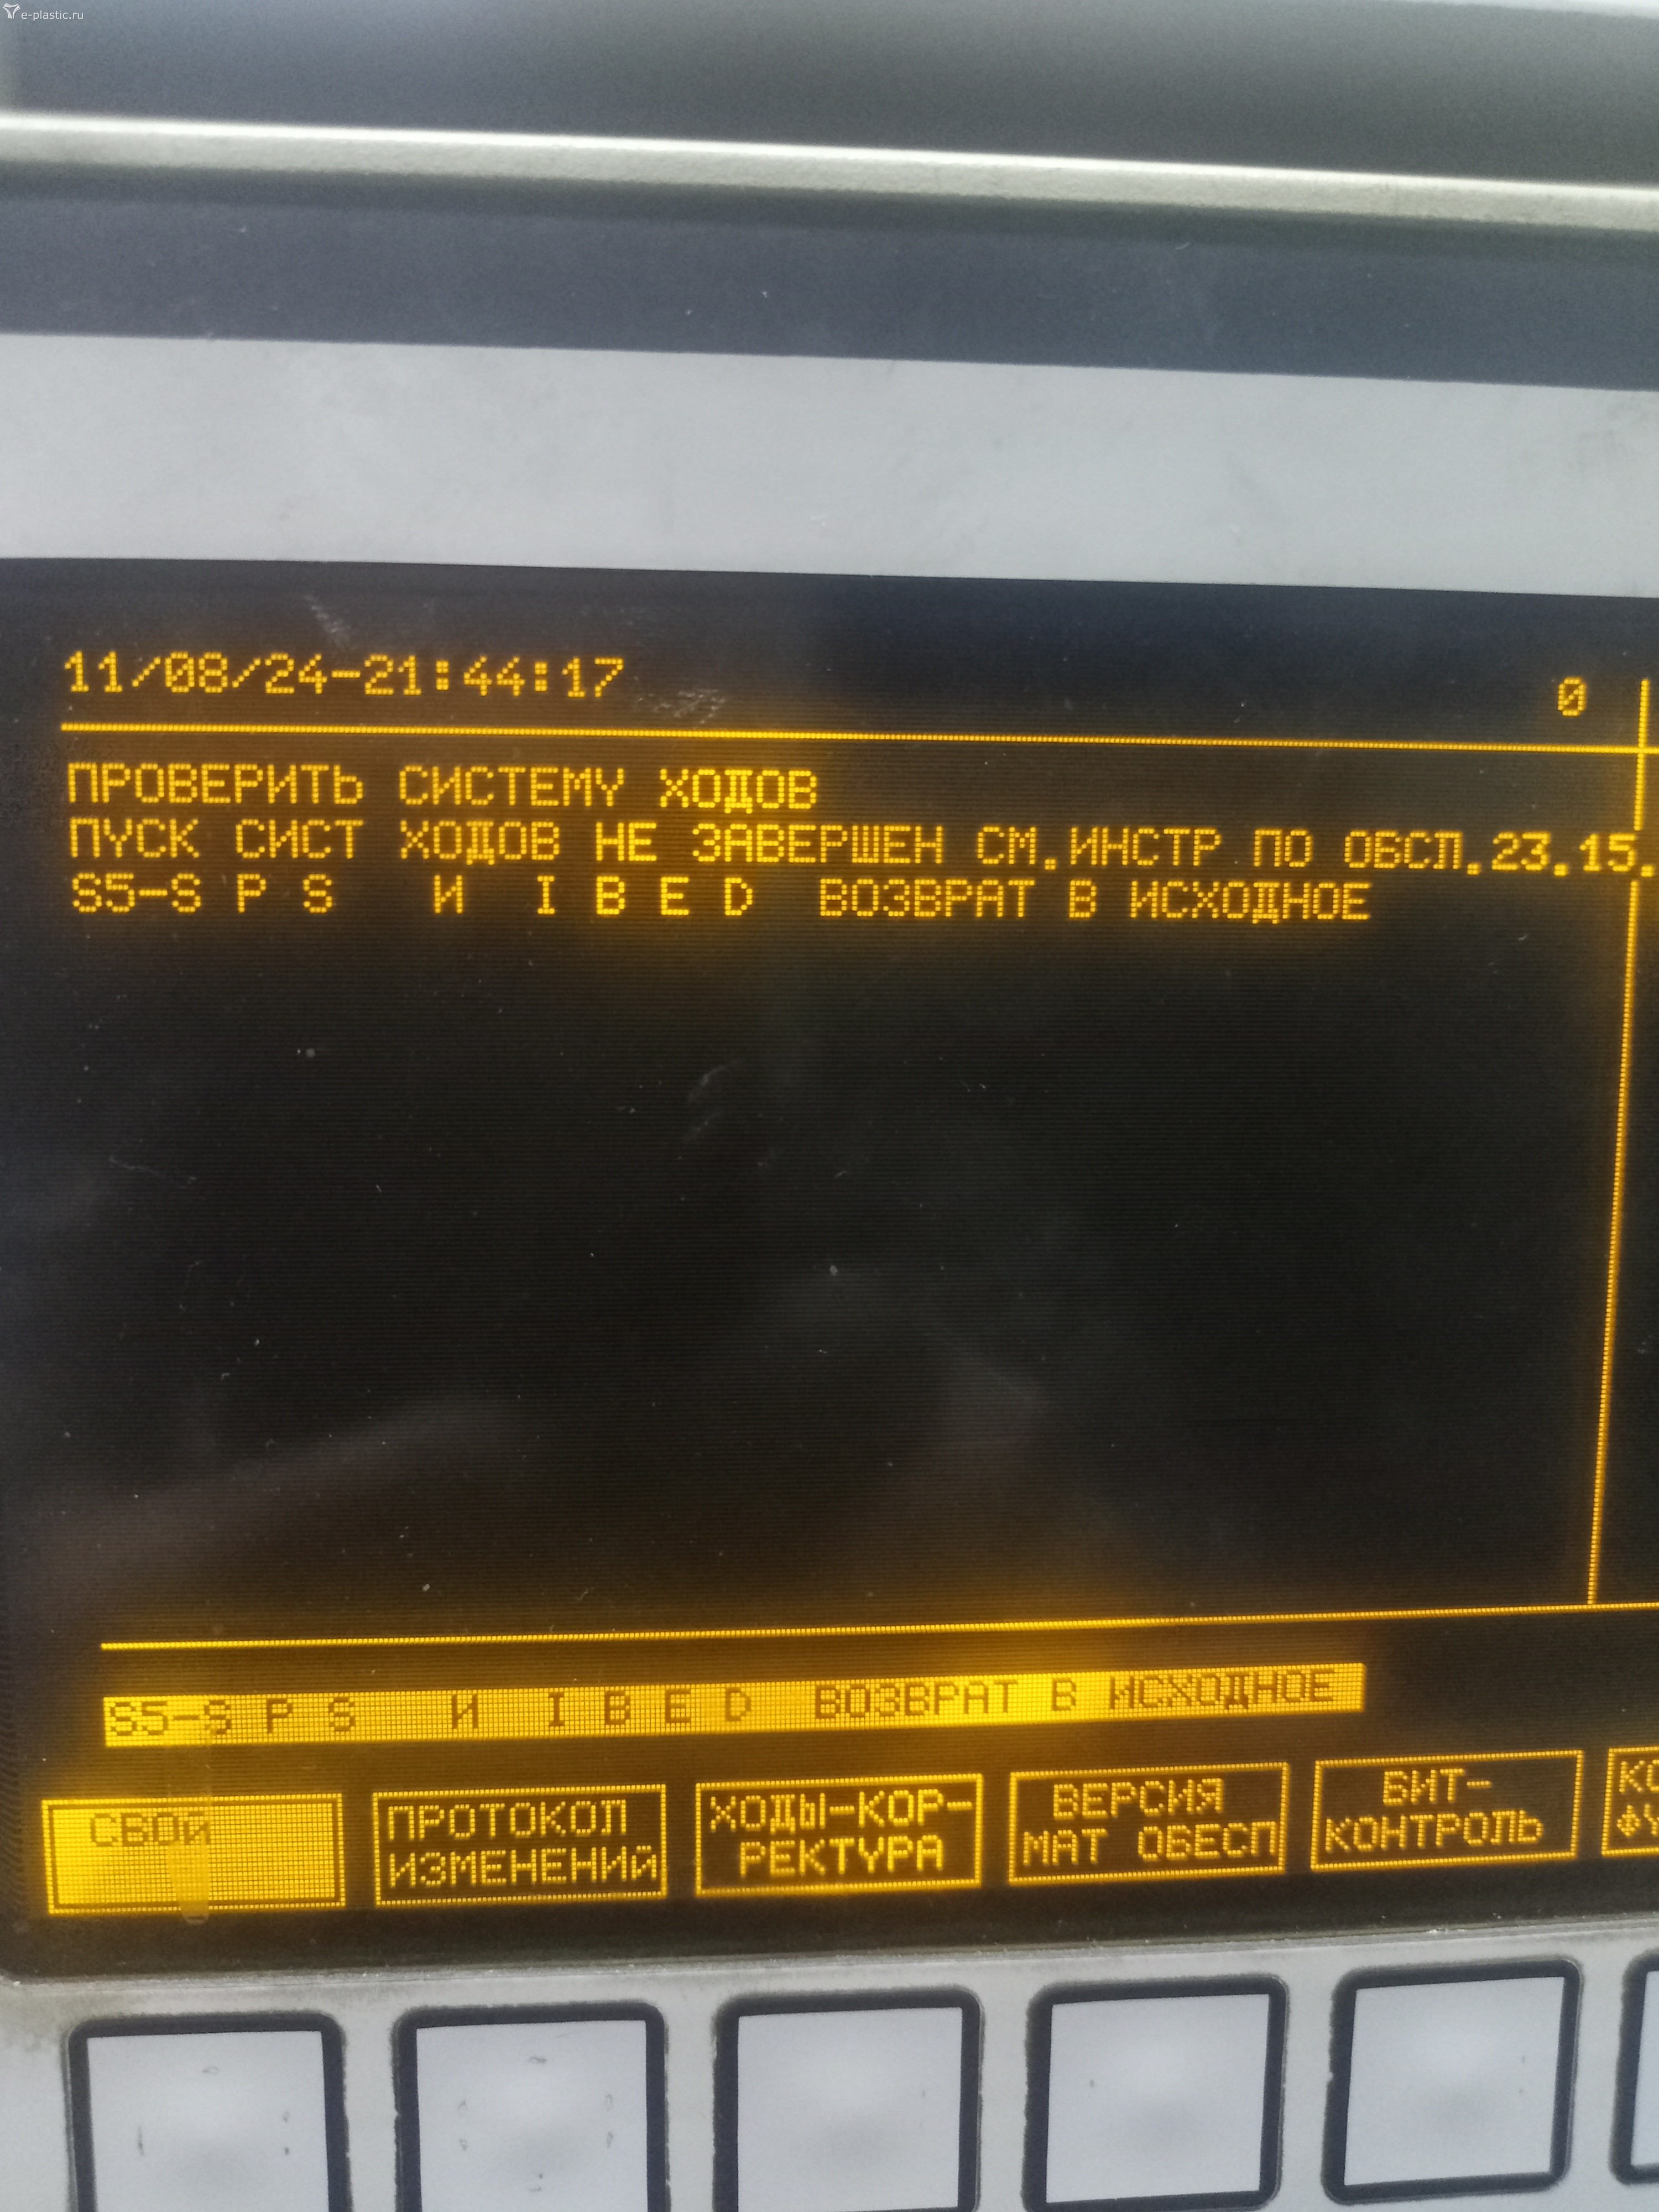 e-plastic.ru
11/08/24-21:44:17 0
ПРОВЕРИТЬ СИСТЕМУ ХОДОВ
ПУСК СИСТ ХОДОВ НЕ ЗАВЕРШЕН СМ.ИНСТР ПО ОБСЛ.23.15.
S5-S P S И I B E D ВОЗВРАТ В ИСХОДНОЕ
S5-S P S И I B E D ВОЗВРАТ В ИСХОДНОЕ
СВОЙ
ПРОТОКОЛ
ИЗМЕНЕНИЙ
ХОДЫ-КОР-
РЕКТУРА
ВЕРСИЯ
МАТ ОБЕСП
БИТ-
КОНТРОЛЬ